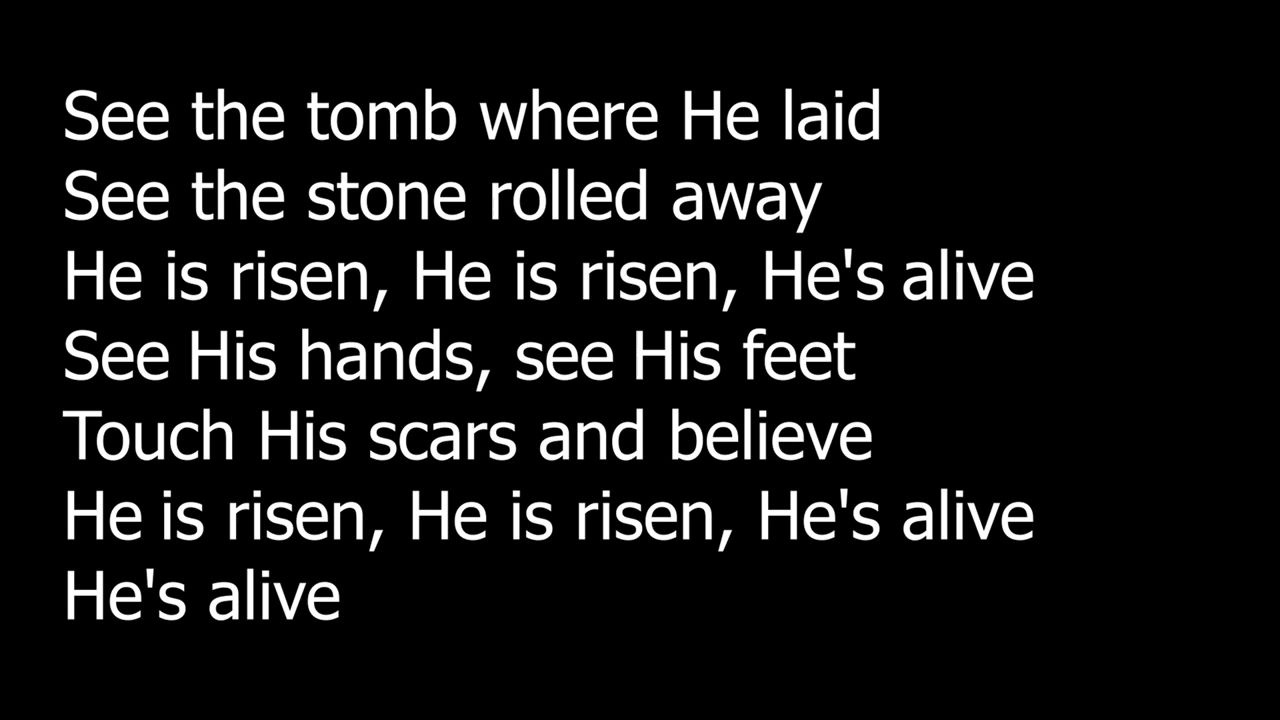 See the tomb where He laid
See the stone rolled away
He is risen, He is risen, He's alive
See His hands, see His feet
Touch His scars and believe
He is risen, He is risen, He's alive
He's alive